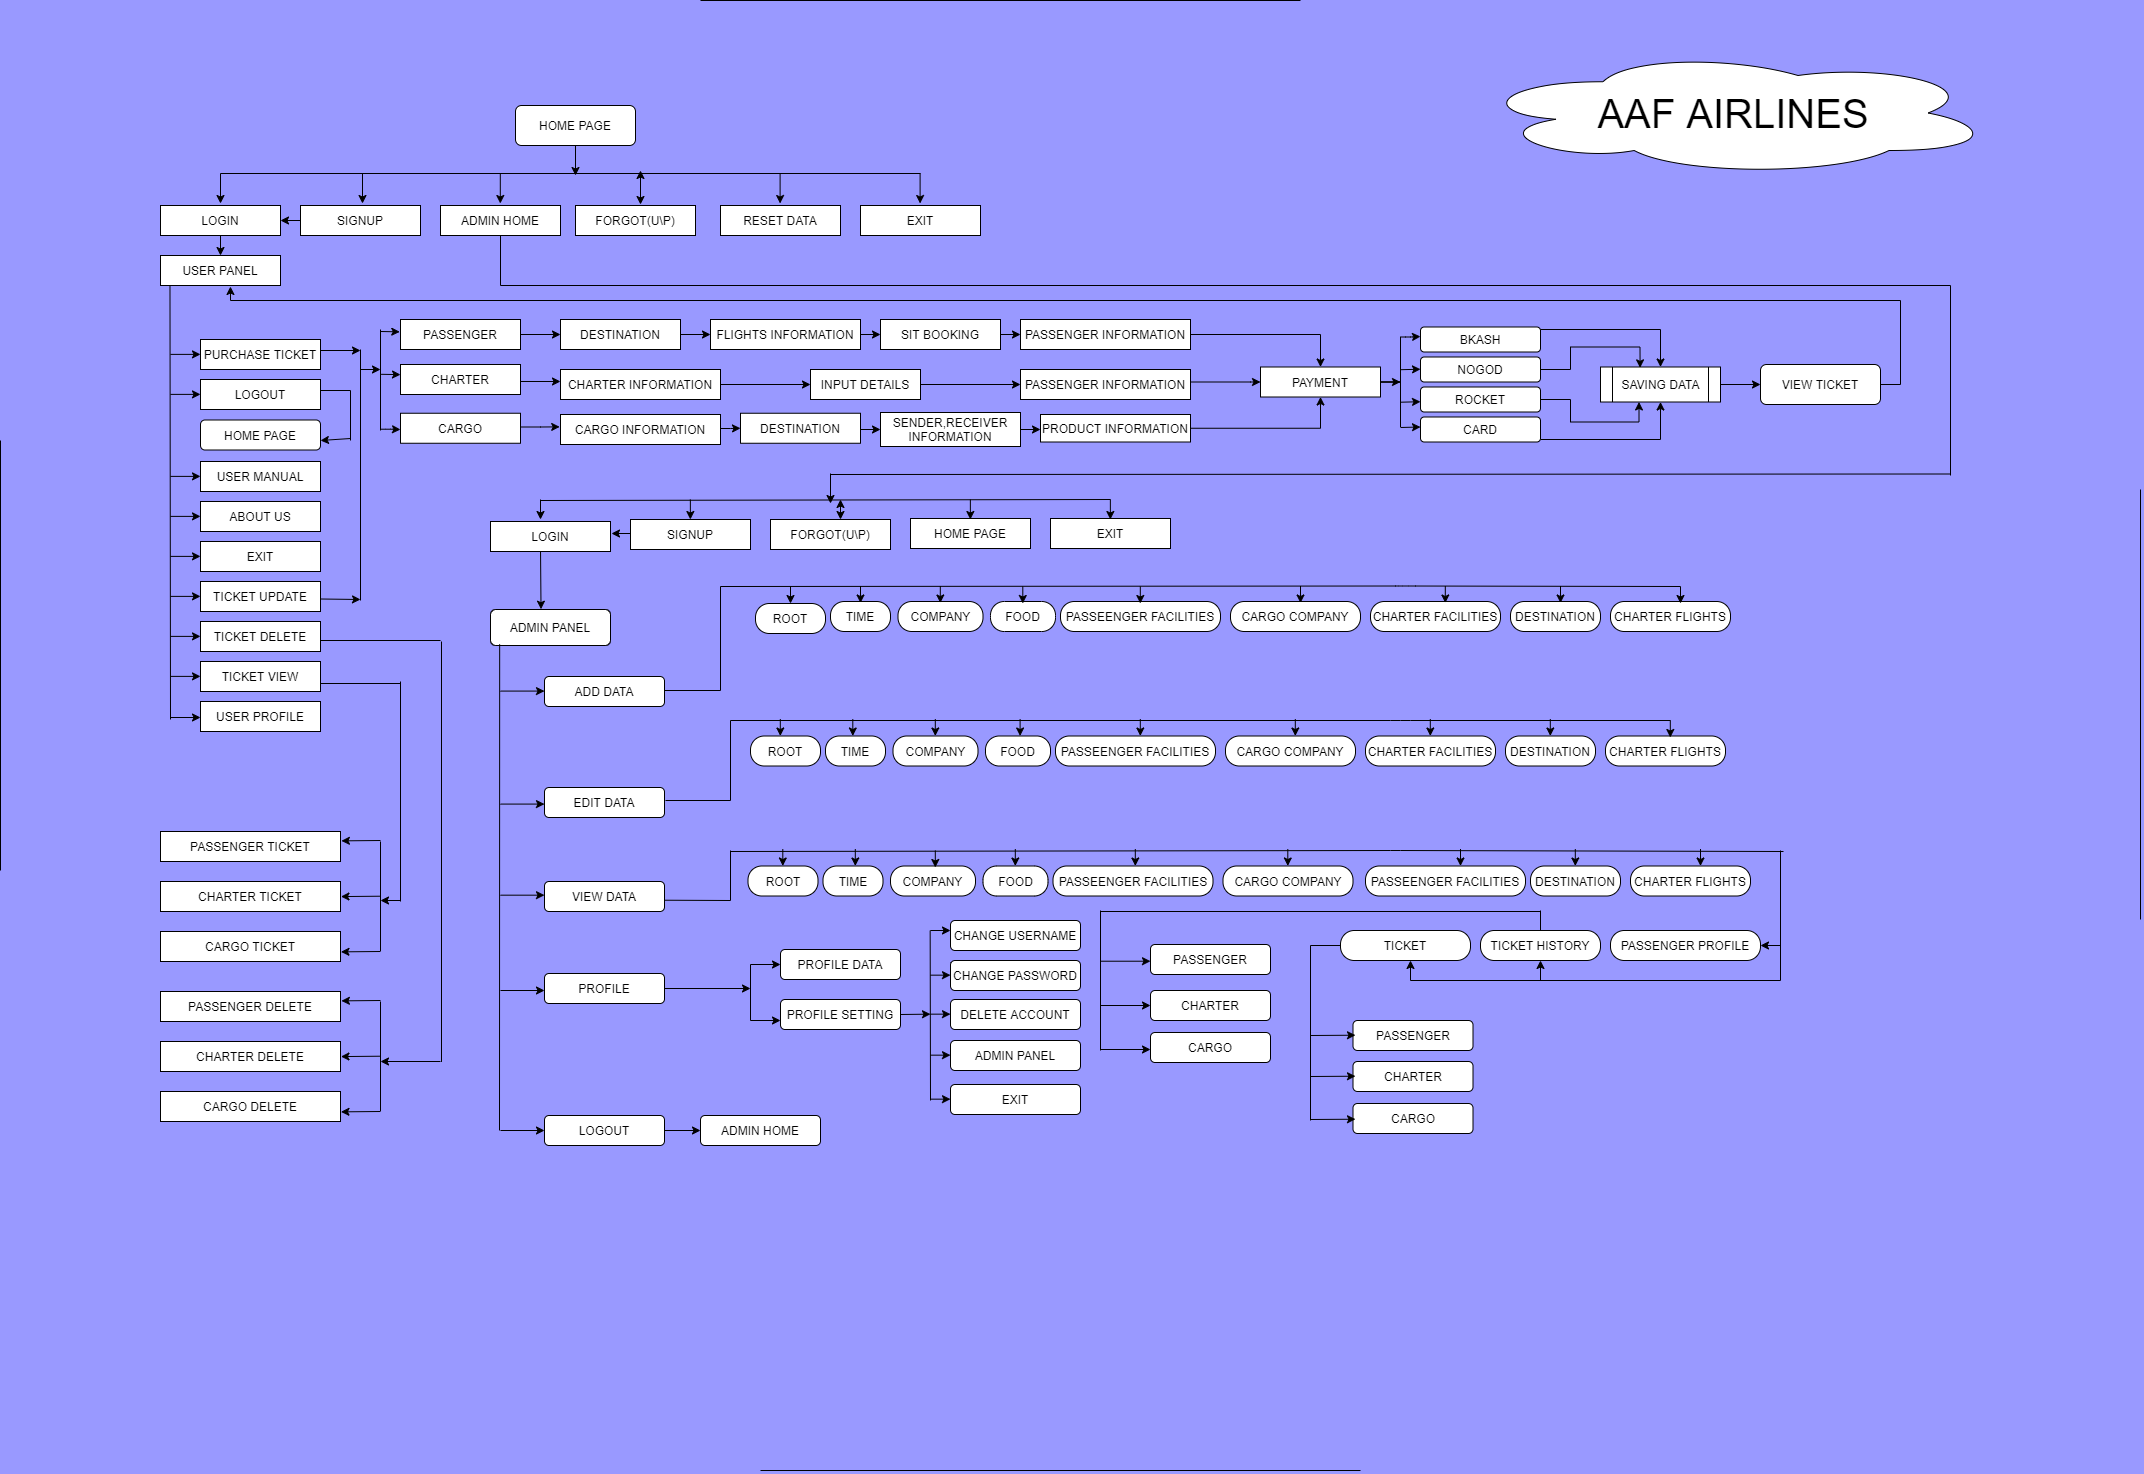 AAF AIRLINES
HOME PAGE
LOGIN
SIGNUP
ADMIN HOME
FORGOT(U\P)
RESET DATA
EXIT
USER PANEL
PURCHASE TICKET
LOGOUT
HOME PAGE
USER MANUAL
ABOUT US
EXIT
TICKET UPDATE
TICKET DELETE
TICKET VIEW
USER PROFILE
PASSENGER
DESTINATION
FLIGHTS INFORMATION
SIT BOOKING
PASSENGER INFORMATION
CHARTER
CHARTER INFORMATION
INPUT DETAILS
PASSENGER INFORMATION
CARGO
CARGO INFORMATION
DESTINATION
SENDER,RECEIVER
INFORMATION
PRODUCT INFORMATION
PAYMENT
BKASH
NOGOD
ROCKET
CARD
SAVING DATA
VIEW TICKET
LOGIN
SIGNUP
FORGOT(U\P)
HOME PAGE
EXIT
ADMIN PANEL
ADD DATA
ROOT
TIME
COMPANY
FOOD
PASSEENGER FACILITIES
CARGO COMPANY
CHARTER FACILITIES
DESTINATION
CHARTER FLIGHTS
EDIT DATA
ROOT
TIME
COMPANY
FOOD
PASSEENGER FACILITIES
CARGO COMPANY
CHARTER FACILITIES
DESTINATION
CHARTER FLIGHTS
VIEW DATA
ROOT
TIME
COMPANY
FOOD
PASSEENGER FACILITIES
CARGO COMPANY
PASSEENGER FACILITIES
DESTINATION
CHARTER FLIGHTS
TICKET
TICKET HISTORY
PASSENGER PROFILE
PASSENGER
CHARTER
CARGO
PASSENGER
CHARTER
CARGO
PROFILE
PROFILE DATA
PROFILE SETTING
CHANGE USERNAME
CHANGE PASSWORD
DELETE ACCOUNT
ADMIN PANEL
EXIT
LOGOUT
ADMIN HOME
PASSENGER TICKET
CHARTER TICKET
CARGO TICKET
PASSENGER DELETE
CHARTER DELETE
CARGO DELETE